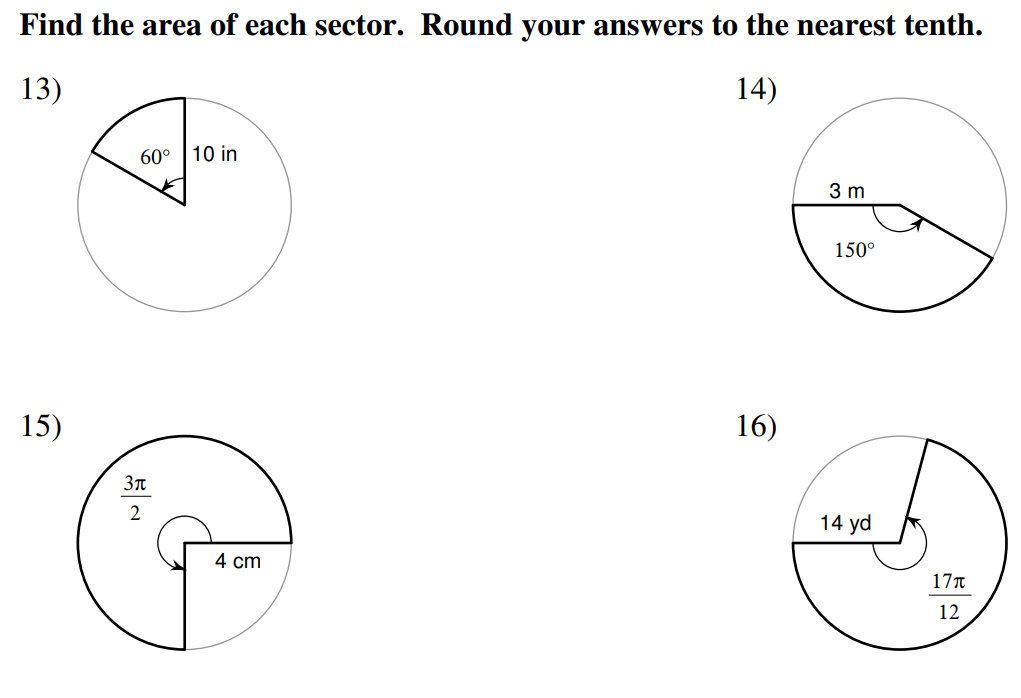 Find the area of each sector.  Round your answers to the nearest tenth.
13)
60°
10 in
14)
3 m
150°
15)
3π
2
4 cm
16)
14 yd
17π
12